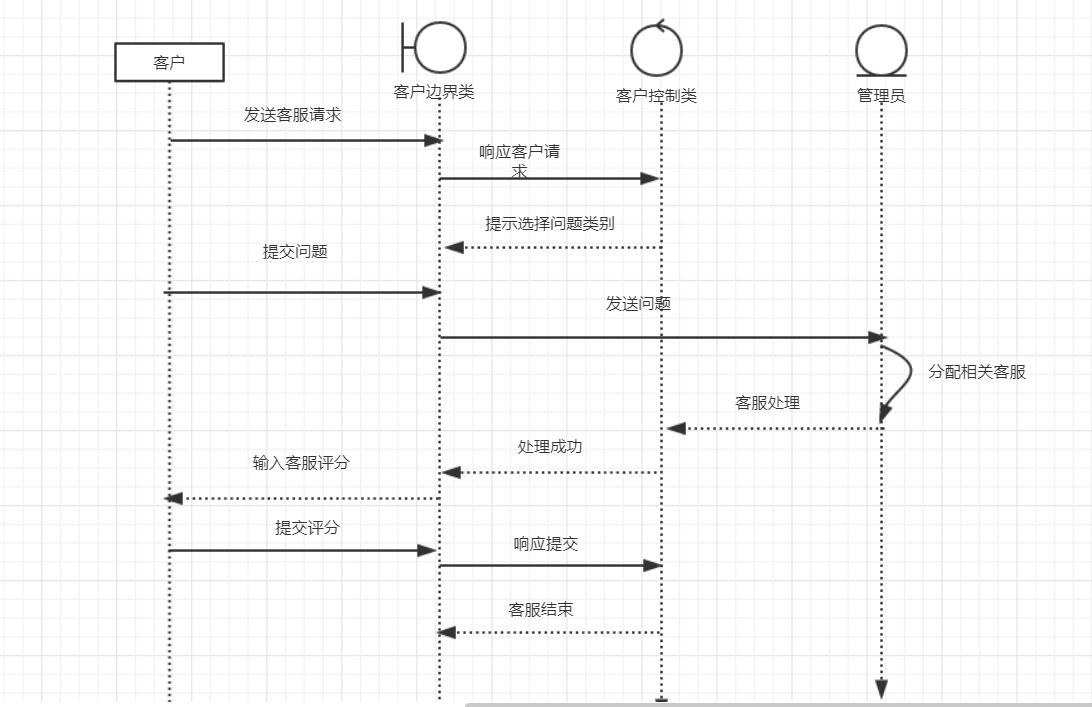 客户
客户边界类
客户控制类
管理员
发送客服请求
响应客户请
求
提示选择问题类别
提交问题
发送问题
分配相关客服
客服处理
处理成功
输入客服评分
提交评分
响应提交
客服结束